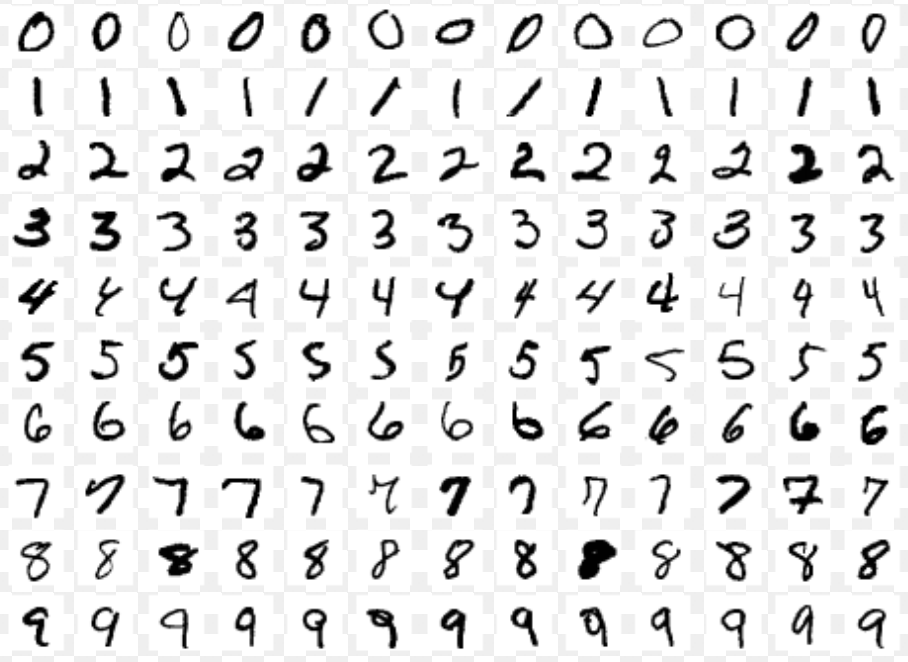 0 0 0 0 0 0 0 0 0 0 0 0 0
1 1 1 1 1 1 1 1 1 1 1 1 1
2 2 2 2 2 2 2 2 2 2 2 2 2
3 3 3 3 3 3 3 3 3 3 3 3 3
4 4 4 4 4 4 4 4 4 4 4 4 4
5 5 5 5 5 5 5 5 5 5 5 5 5
6 6 6 6 6 6 6 6 6 6 6 6 6
7 7 7 7 7 7 7 7 7 7 7 7 7
8 8 8 8 8 8 8 8 8 8 8 8 8
9 9 9 9 9 9 9 9 9 9 9 9 9